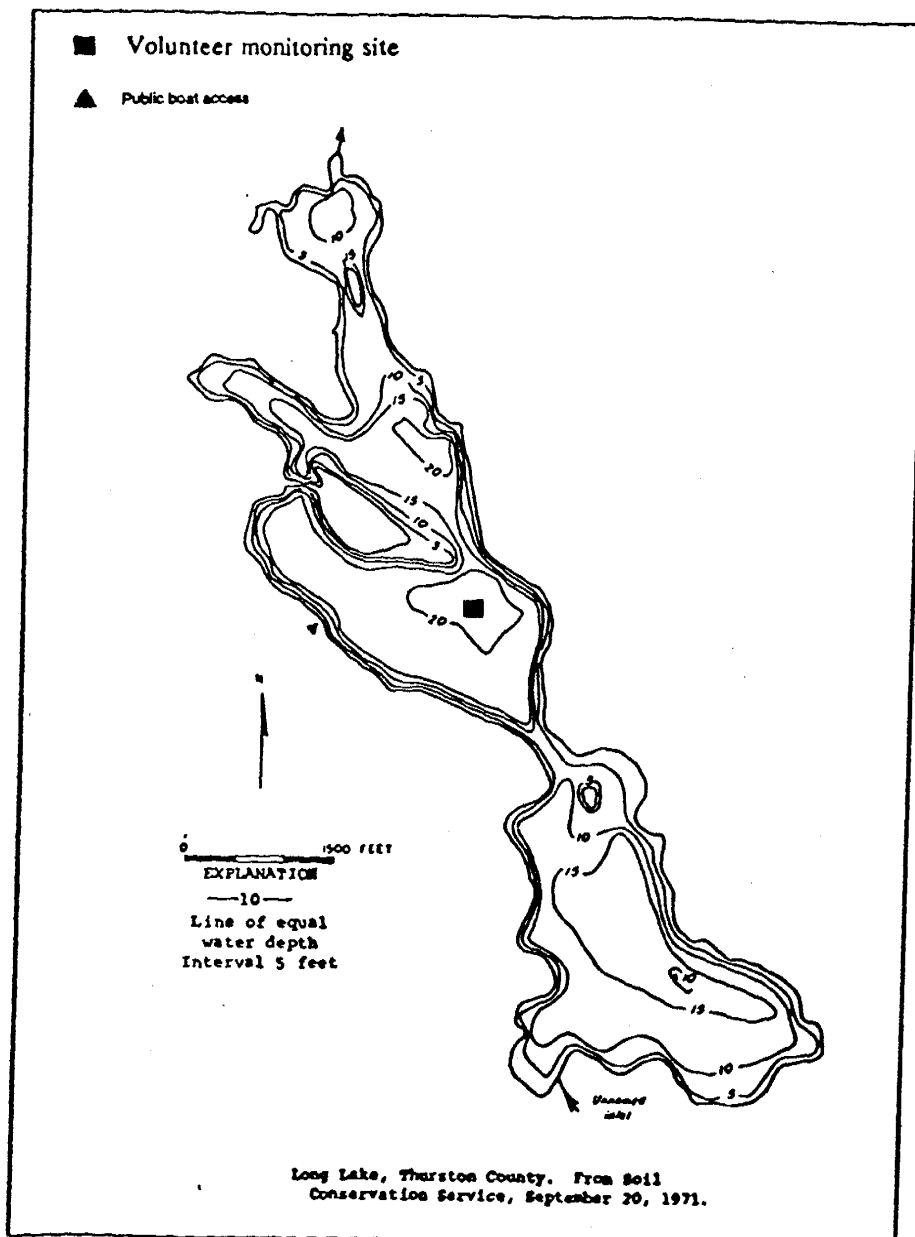 Volunteer monitoring site
Public boat access
10
5
15
10
5
15
20
15
10
5
20
N
0 1500 FEET
EXPLANATION
—10—
Line of equal
water depth
Interval 5 feet
5
10
15
10
15
10
5
Unnamed
inlet
Long Lake, Thurston County. From Soil
Conservation Service, September 20, 1971.